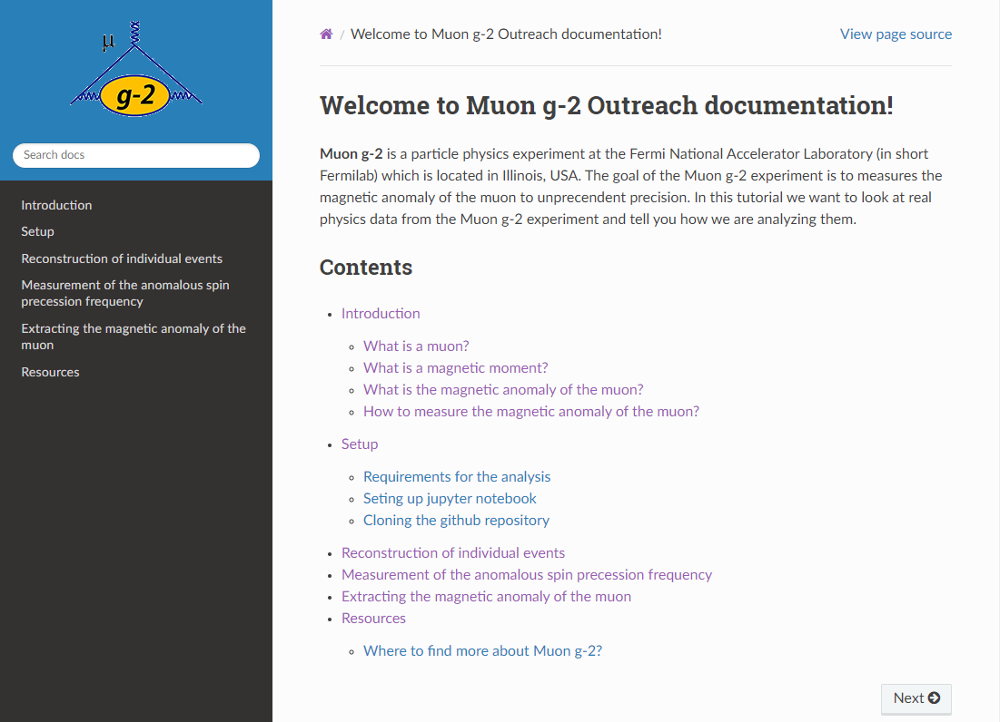 μ
g-2
Search docs
Introduction
Setup
Reconstruction of individual events
Measurement of the anomalous spin
precession frequency
Extracting the magnetic anomaly of the
muon
Resources
/ Welcome to Muon g-2 Outreach documentation!
View page source
Welcome to Muon g-2 Outreach documentation!
Muon g-2 is a particle physics experiment at the Fermi National Accelerator Laboratory (in short
Fermilab) which is located in Illinois, USA. The goal of the Muon g-2 experiment is to measures the
magnetic anomaly of the muon to unprecendent precision. In this tutorial we want to look at real
physics data from the Muon g-2 experiment and tell you how we are analyzing them.
Contents
• Introduction
◦ What is a muon?
◦ What is a magnetic moment?
◦ What is the magnetic anomaly of the muon?
◦ How to measure the magnetic anomaly of the muon?
• Setup
◦ Requirements for the analysis
◦ Seting up jupyter notebook
◦ Cloning the github repository
• Reconstruction of individual events
• Measurement of the anomalous spin precession frequency
• Extracting the magnetic anomaly of the muon
• Resources
◦ Where to find more about Muon g-2?
Next